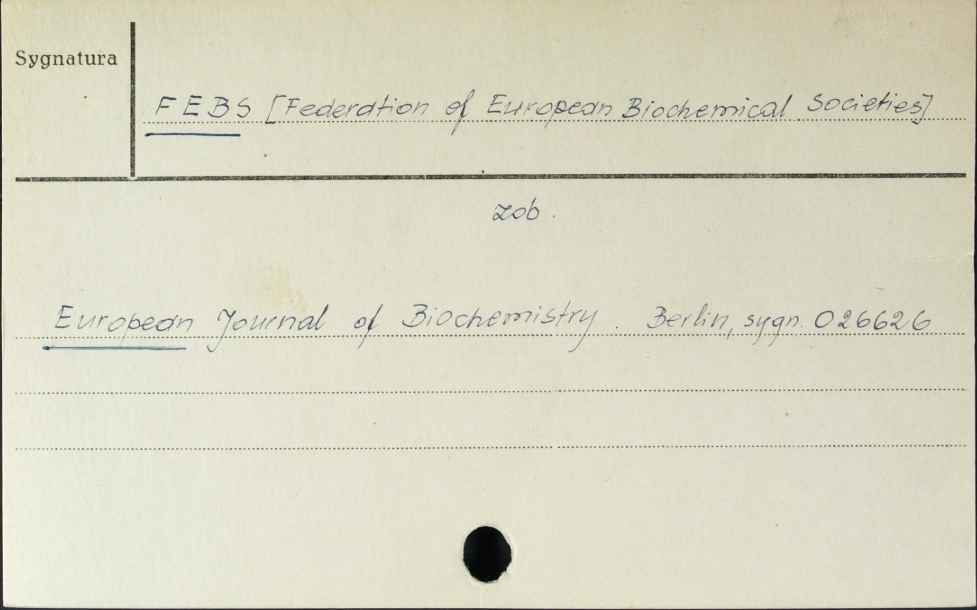 Sygnatura
FEBS [Federation of European Biochemical Societies]
zob.
European Journal of Biochemistry. Berlin, sygn. 026626